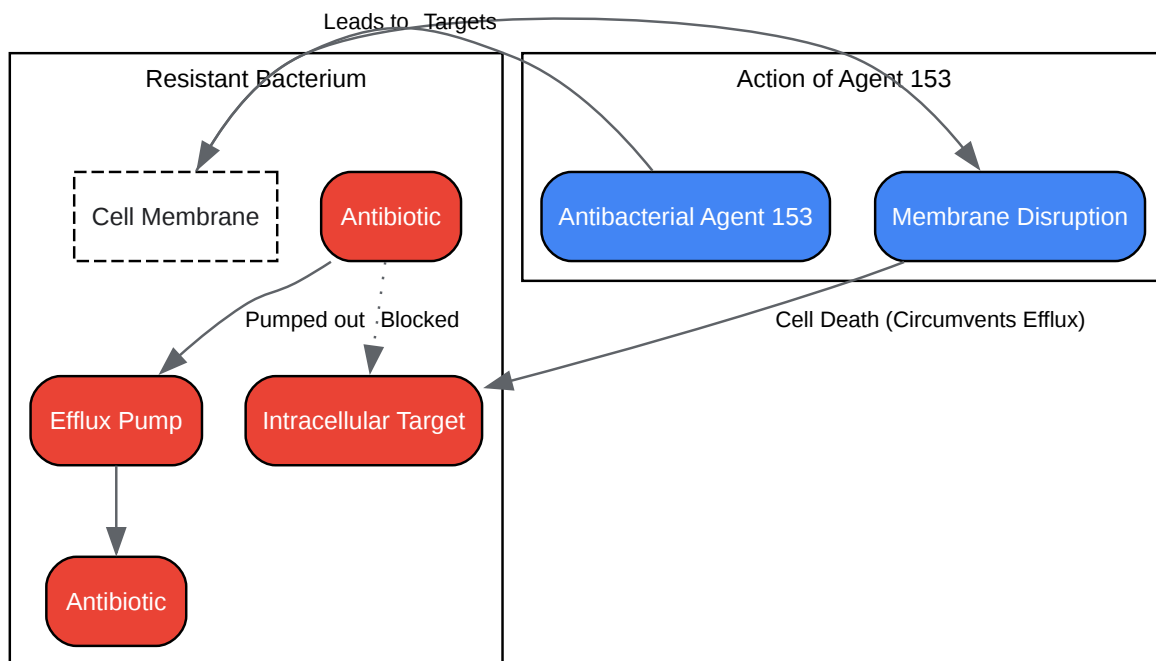 Leads to
Targets
Resistant Bacterium
Action of Agent 153
Cell Membrane
Antibiotic
Antibacterial Agent 153
Membrane Disruption
Pumped out
Blocked
Cell Death (Circumvents Efflux)
Efflux Pump
Intracellular Target
Antibiotic